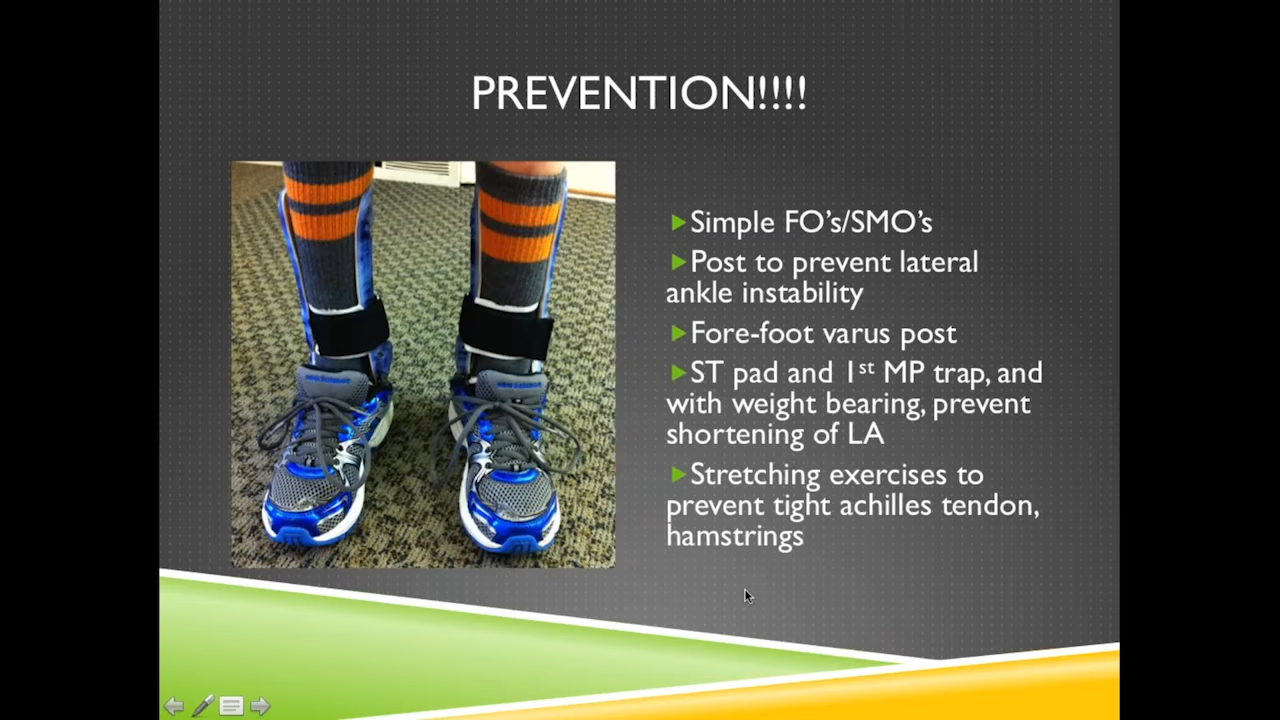 PREVENTION!!!!
Simple FO's/SMO's
Post to prevent lateral
ankle instability
Fore-foot varus post
ST pad and 1st MP trap, and
with weight bearing, prevent
shortening of LA
Stretching exercises to
prevent tight achilles tendon,
hamstrings